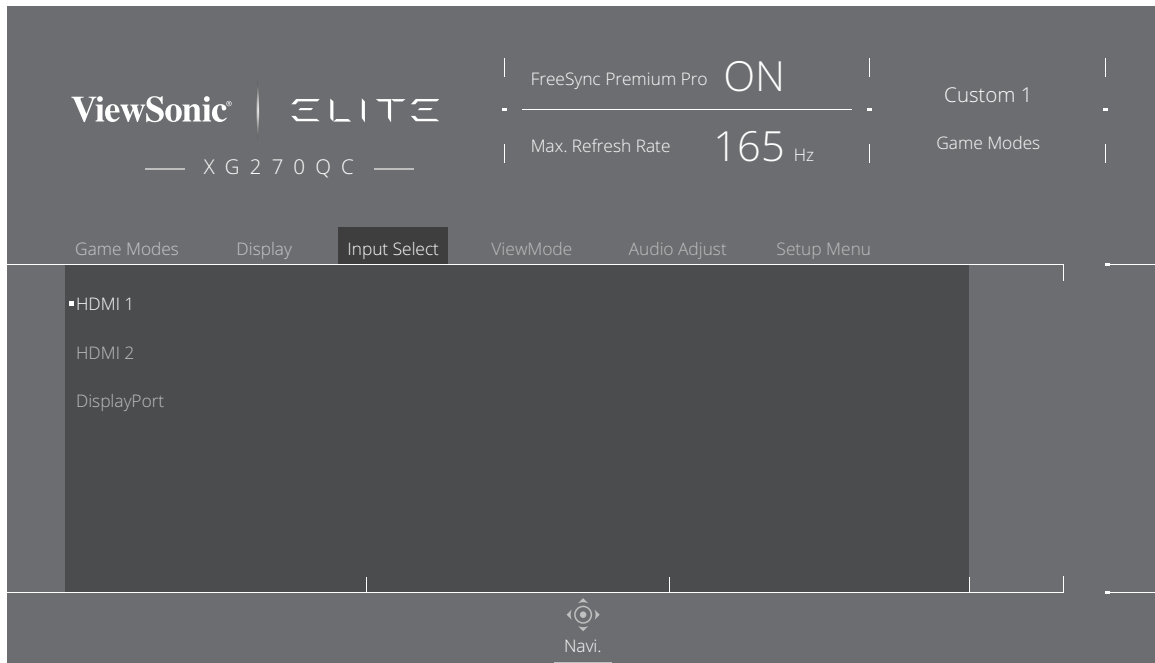 ViewSonic® ELITE
XG270QC
FreeSync Premium Pro ON
Max. Refresh Rate 165 Hz
Custom 1
Game Modes
Game Modes Display Input Select ViewMode Audio Adjust Setup Menu
HDMI 1
HDMI 2
DisplayPort
Navi.